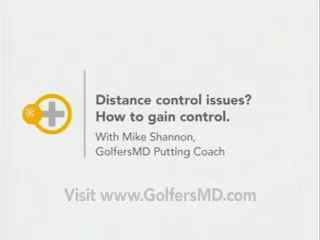 Distance control issues?
How to gain control.
With Mike Shannon,
GolfersMD Putting Coach
Visit www.GolfersMD.com